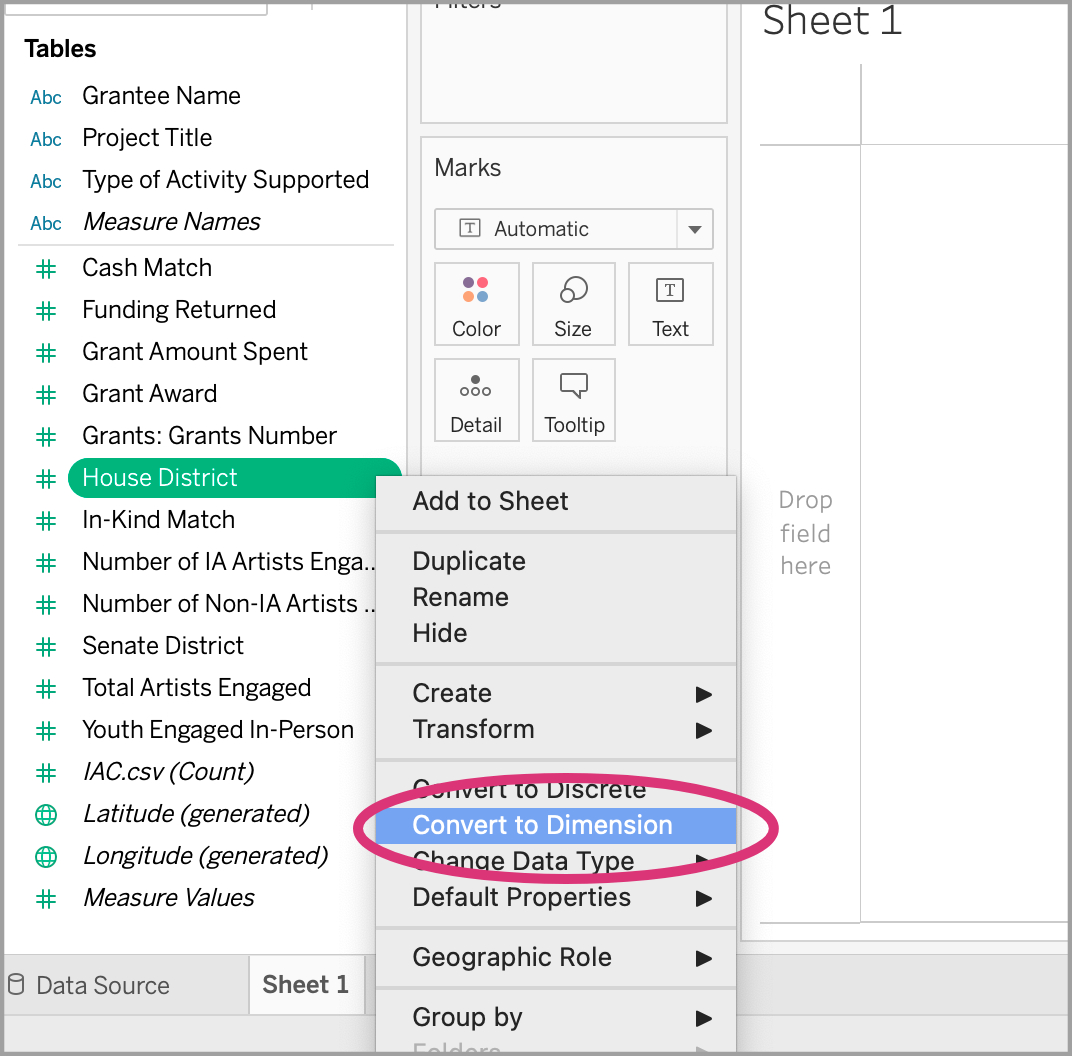 Tables
Abc Grantee Name
Abc Project Title
Abc Type of Activity Supported
Abc Measure Names
Cash Match
Funding Returned
Grant Amount Spent
Grant Award
Grants: Grants Number
House District
In-Kind Match
Number of IA Artists Enga..
Number of Non-IA Artists ..
Senate District
Total Artists Engaged
Youth Engaged In-Person
IAC.csv (Count)
Latitude (generated)
Longitude (generated)
Measure Values
Data Source
Sheet 1
Filters
Marks
T Automatic
Color
Size
T
Text
Detail
Tooltip
Add to Sheet
Duplicate
Rename
Hide
Create
Transform
Convert to Discrete
Convert to Dimension
Change Data Type
Default Properties
Geographic Role
Group by
Folders
Sheet 1
Drop
field
here